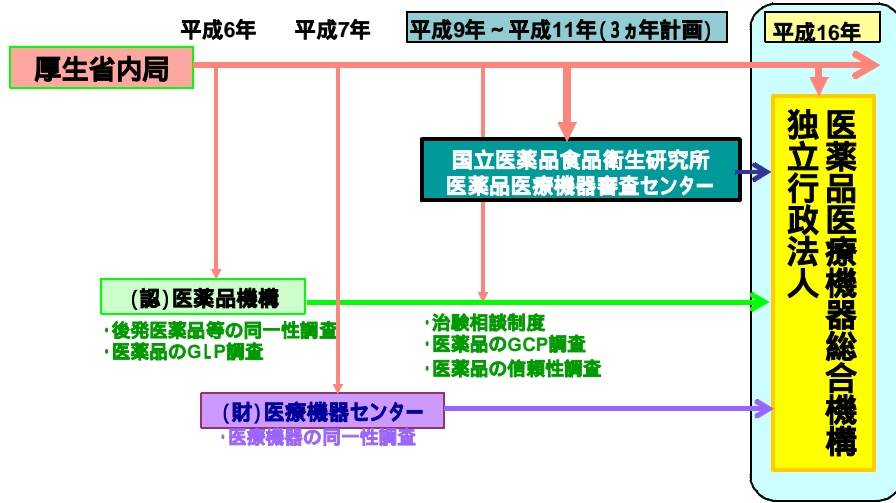 平成6年
平成7年
平成9年～平成11年(3ヵ年計画)
平成16年
厚生省内局
国立医薬品食品衛生研究所
医薬品医療機器審査センター
独立行政法人
医薬品医療機器総合機構
(認)医薬品機構
・後発医薬品等の同一性調査
・医薬品のGLP調査
・治験相談制度
・医薬品のGCP調査
・医薬品の信頼性調査
(財)医療機器センター
・医療機器の同一性調査